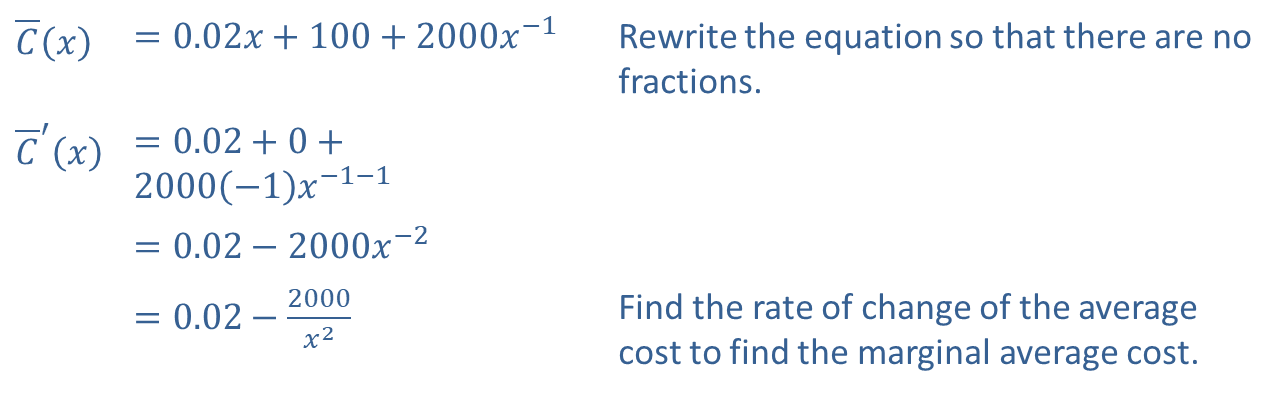 C̅(x) = 0.02x + 100 + 2000x⁻¹ Rewrite the equation so that there are no
fractions.
C̅′(x) = 0.02 + 0 +
2000(−1)x⁻¹⁻¹
= 0.02 − 2000x⁻²
= 0.02 − 2000/x² Find the rate of change of the average
cost to find the marginal average cost.